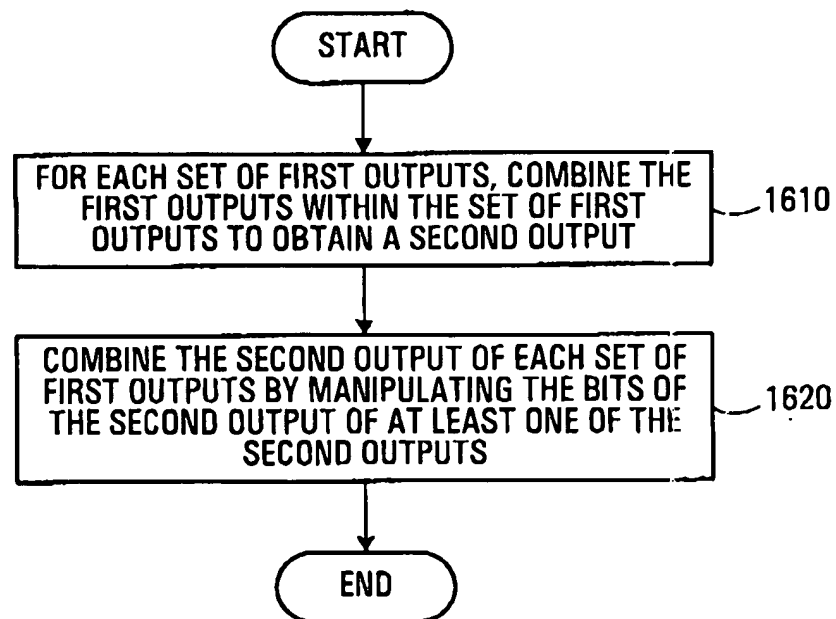 START
FOR EACH SET OF FIRST OUTPUTS, COMBINE THE
FIRST OUTPUTS WITHIN THE SET OF FIRST
OUTPUTS TO OBTAIN A SECOND OUTPUT
1610
COMBINE THE SECOND OUTPUT OF EACH SET OF
FIRST OUTPUTS BY MANIPULATING THE BITS OF
THE SECOND OUTPUT OF AT LEAST ONE OF THE
SECOND OUTPUTS
1620
END